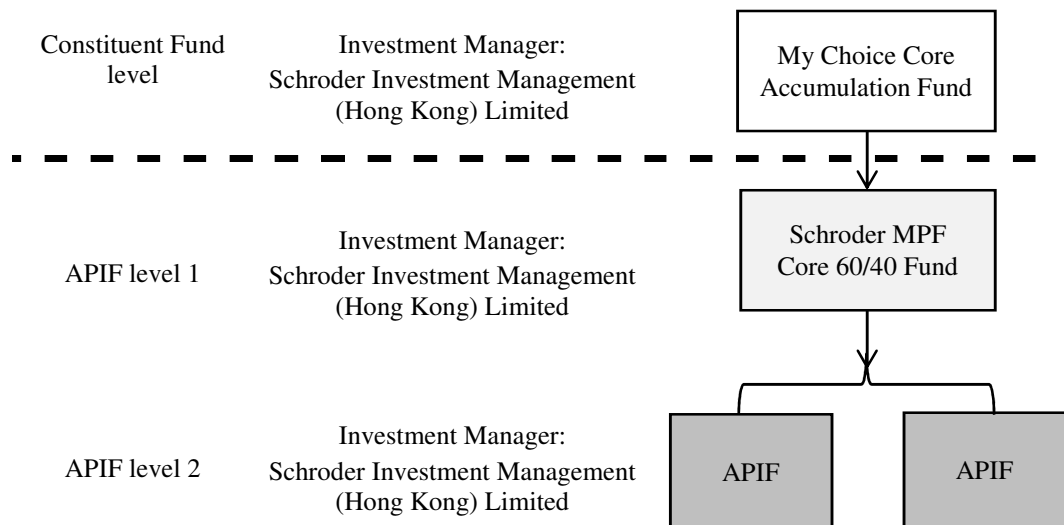 Constituent Fund
level
Investment Manager:
Schroder Investment Management
(Hong Kong) Limited
My Choice Core
Accumulation Fund
APIF level 1
Investment Manager:
Schroder Investment Management
(Hong Kong) Limited
Schroder MPF
Core 60/40 Fund
APIF level 2
Investment Manager:
Schroder Investment Management
(Hong Kong) Limited
APIF
APIF